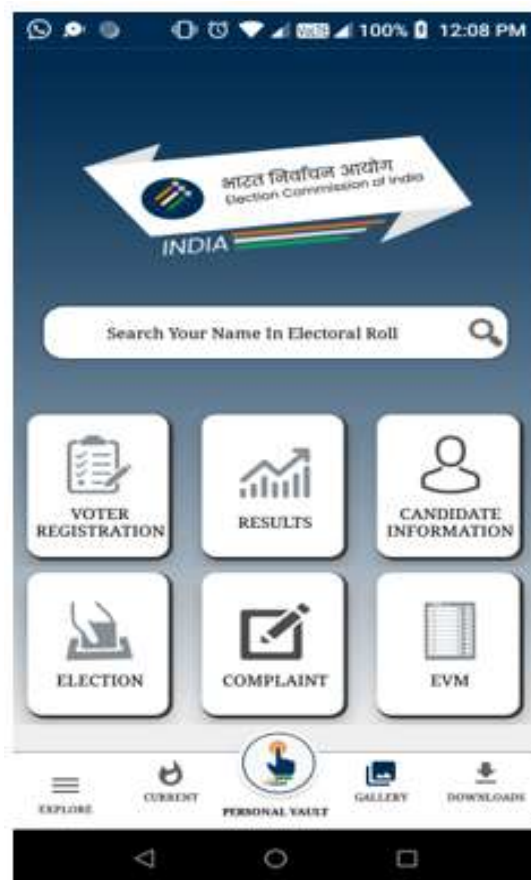 100% 12:08 PM
भारत निर्वाचन आयोग
Election Commission of India
INDIA
Search Your Name In Electoral Roll
VOTER
REGISTRATION
RESULTS
CANDIDATE
INFORMATION
ELECTION
COMPLAINT
EVM
EXPLORE
CURRENT
PERSONAL VAULT
GALLERY
DOWNLOADS